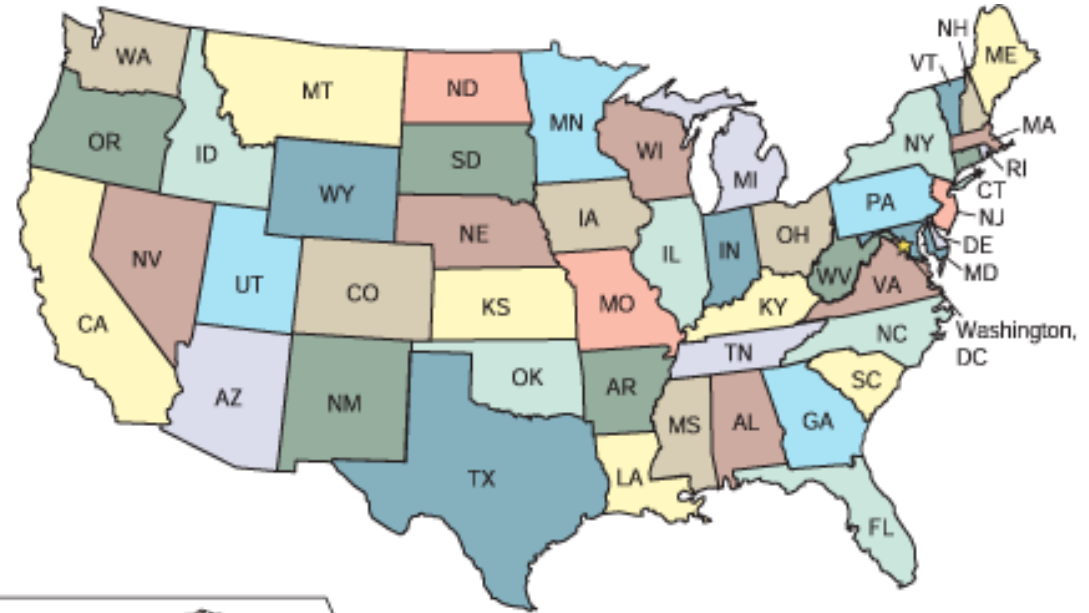 WA
MT
ND
MN
OR
ID
SD
WI
WY
MI
NH
ME
VT
NY
MA
RI
CT
NJ
PA
DE
MD
NE
IA
NV
UT
CO
IL
IN
OH
WV
VA
Washington,
DC
CA
KS
MO
KY
NC
TN
AZ
NM
OK
AR
SC
MS
AL
GA
TX
LA
FL